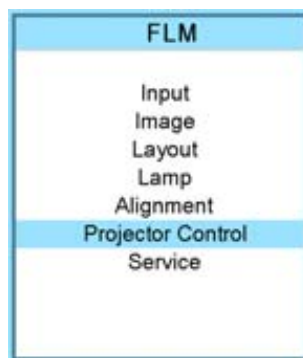 FLM
Input
Image
Layout
Lamp
Alignment
Projector Control
Service